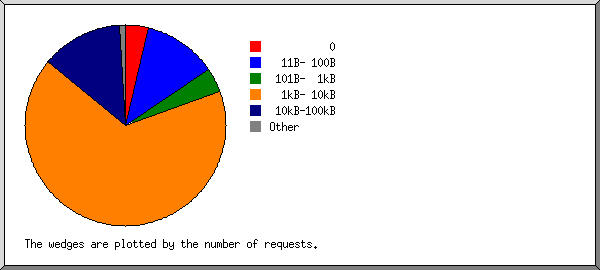 0
11B- 100B
101B- 1kB
1kB- 10kB
10kB-100kB
Other
The wedges are plotted by the number of requests.